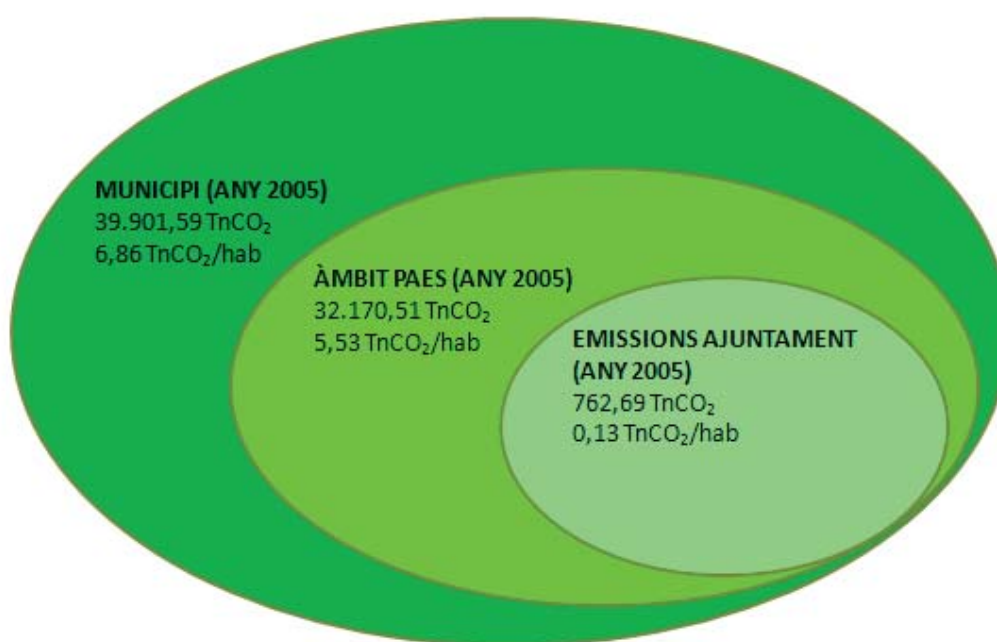 MUNICIPI (ANY 2005)
39.901,59 TnCO₂
6,86 TnCO₂/hab
ÀMBIT PAES (ANY 2005)
32.170,51 TnCO₂
5,53 TnCO₂/hab
EMISSIONS AJUNTAMENT
(ANY 2005)
762,69 TnCO₂
0,13 TnCO₂/hab